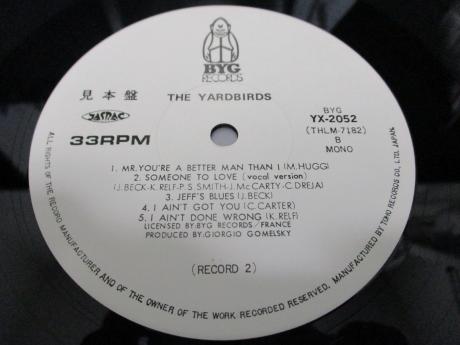 BYG
RECORDS
見本盤
THE YARDBIRDS
BYG
YX-2052
(THLM-7182)
B
MONO
JASRAC
33RPM
1. MR. YOU'RE A BETTER MAN THAN I (M.HUGG)
2. SOMEONE TO LOVE (vocal version)
(J.BECK-K.RELF-P.S.SMITH-J.McCARTY-C.DREJA)
3. JEFF'S BLUES (J.BECK)
4. I AIN'T GOT YOU (C.CARTER)
5. I AIN'T DONE WRONG (K.RELF)
LICENSED BY BYG RECORDS/FRANCE
PRODUCED BY: GIORGIO GOMELSKY
(RECORD 2)
ALL RIGHTS OF THE RECORD MANUFACTURER AND OF THE OWNER OF THE WORK RECORDED RESERVED. MANUFACTURED BY TOHO RECORDS CO., LTD. JAPAN.